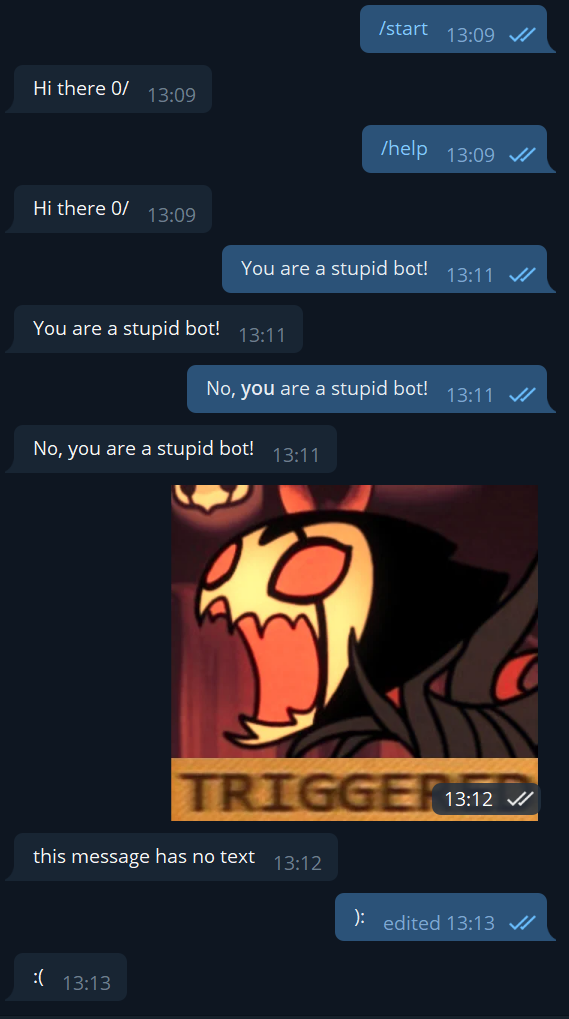 /start 13:09
Hi there 0/ 13:09
/help 13:09
Hi there 0/ 13:09
You are a stupid bot! 13:11
You are a stupid bot! 13:11
No, you are a stupid bot! 13:11
No, you are a stupid bot! 13:11
TRIGGERED
13:12
this message has no text 13:12
): edited 13:13
:( 13:13